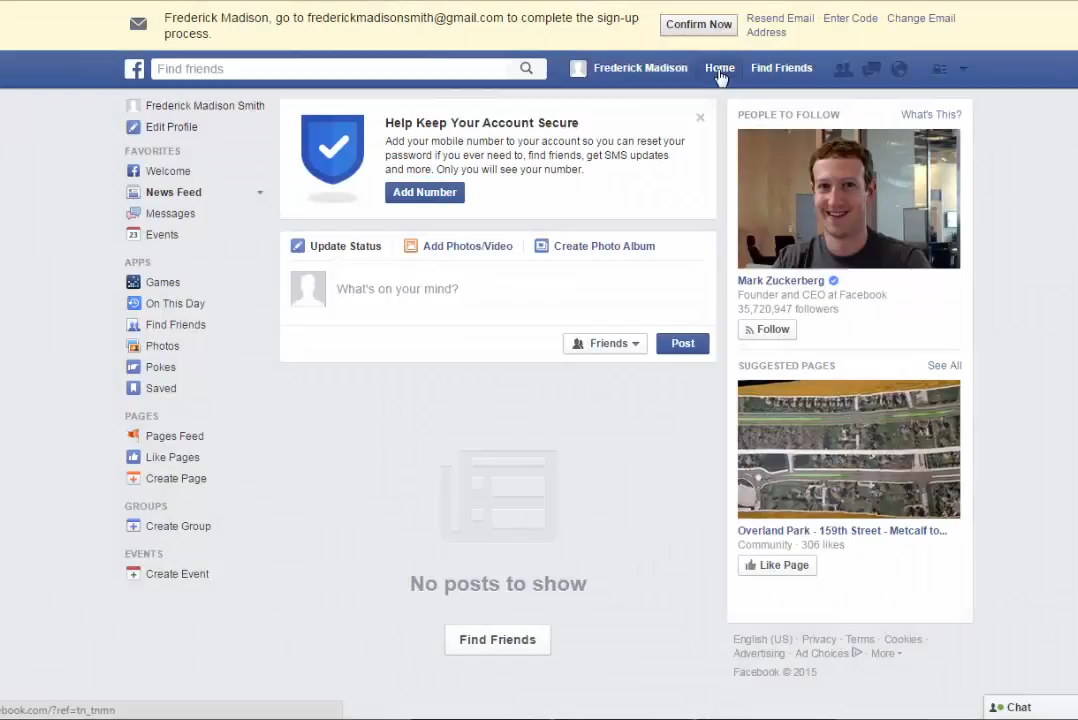 Frederick Madison, go to frederickmadisonsmith@gmail.com to complete the sign-up
process.
Confirm Now
Resend Email Enter Code Change Email
Address
Find friends
Frederick Madison Home Find Friends
Frederick Madison Smith
Edit Profile
FAVORITES
Welcome
News Feed
Messages
23 Events
APPS
Games
On This Day
Find Friends
Photos
Pokes
Saved
PAGES
Pages Feed
Like Pages
Create Page
GROUPS
Create Group
EVENTS
Create Event
Help Keep Your Account Secure
Add your mobile number to your account so you can reset your
password if you ever need to, find friends, get SMS updates
and more. Only you will see your number.
Add Number
Update Status Add Photos/Video Create Photo Album
What's on your mind?
Friends Post
No posts to show
Find Friends
PEOPLE TO FOLLOW What's This?
Mark Zuckerberg
Founder and CEO at Facebook
35,720,947 followers
Follow
SUGGESTED PAGES See All
Overland Park - 159th Street - Metcalf to...
Community · 306 likes
Like Page
English (US) · Privacy · Terms · Cookies ·
Advertising · Ad Choices · More
Facebook © 2015
ebook.com/?ref=tn_tnmn
Chat